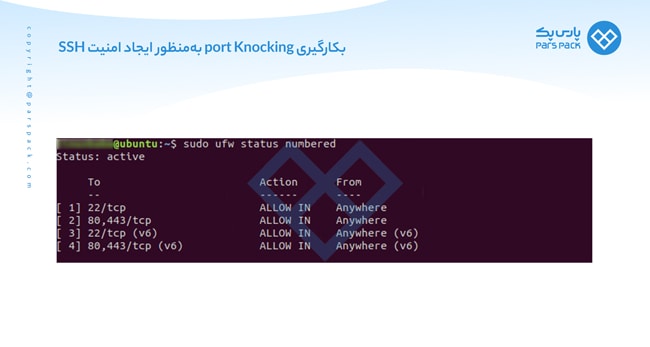 بکارگیری port Knocking به‌منظور ایجاد امنیت SSH
پارس پک
PARS PACK
copyright@parspack.com
@ubuntu:~$ sudo ufw status numbered
Status: active
To Action From
-- ------ ----
[ 1] 22/tcp ALLOW IN Anywhere
[ 2] 80,443/tcp ALLOW IN Anywhere
[ 3] 22/tcp (v6) ALLOW IN Anywhere (v6)
[ 4] 80,443/tcp (v6) ALLOW IN Anywhere (v6)